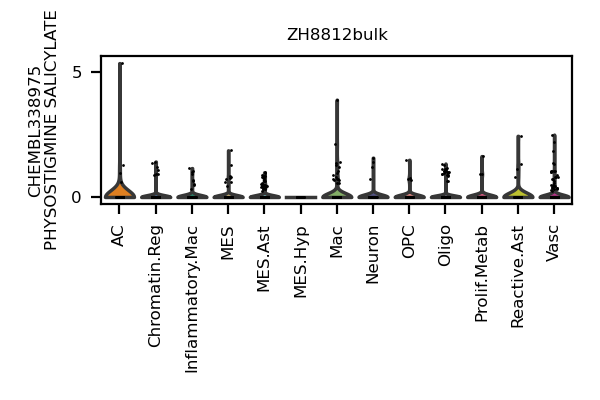 ZH8812bulk
CHEMBL338975
PHYSOSTIGMINE SALICYLATE
5
0
AC
Chromatin.Reg
Inflammatory.Mac
MES
MES.Ast
MES.Hyp
Mac
Neuron
OPC
Oligo
Prolif.Metab
Reactive.Ast
Vasc